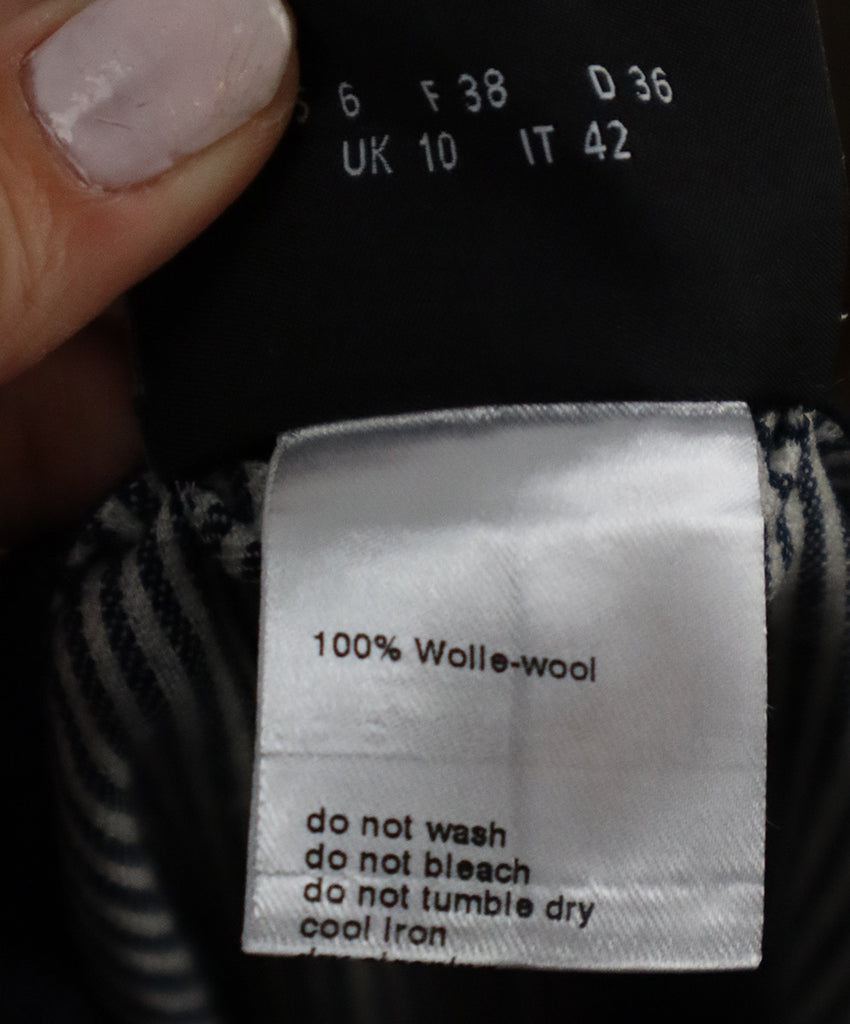 6 F 38 D 36
UK 10 IT 42
100% Wolle-wool
do not wash
do not bleach
do not tumble dry
cool iron